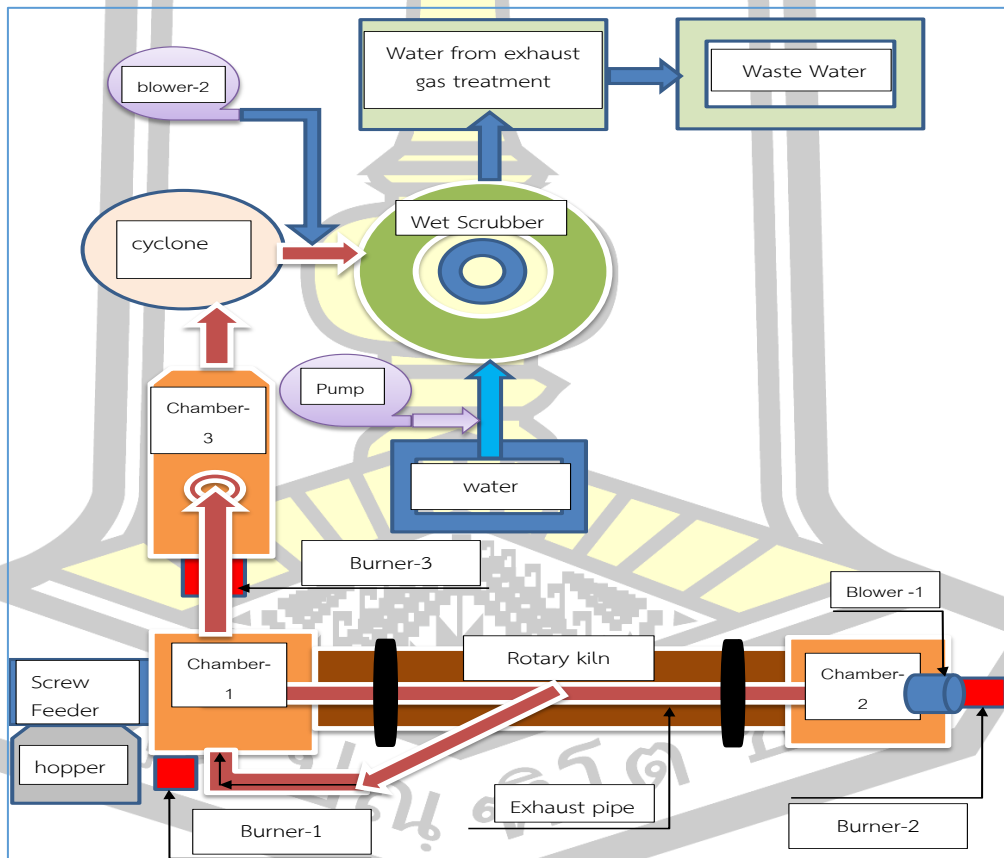 Water from exhaust
gas treatment
Waste Water
blower-2
Wet Scrubber
cyclone
Pump
Chamber-
3
water
Burner-3
Blower -1
Rotary kiln
Chamber-
1
Chamber-
2
Screw
Feeder
hopper
Exhaust pipe
Burner-1
Burner-2